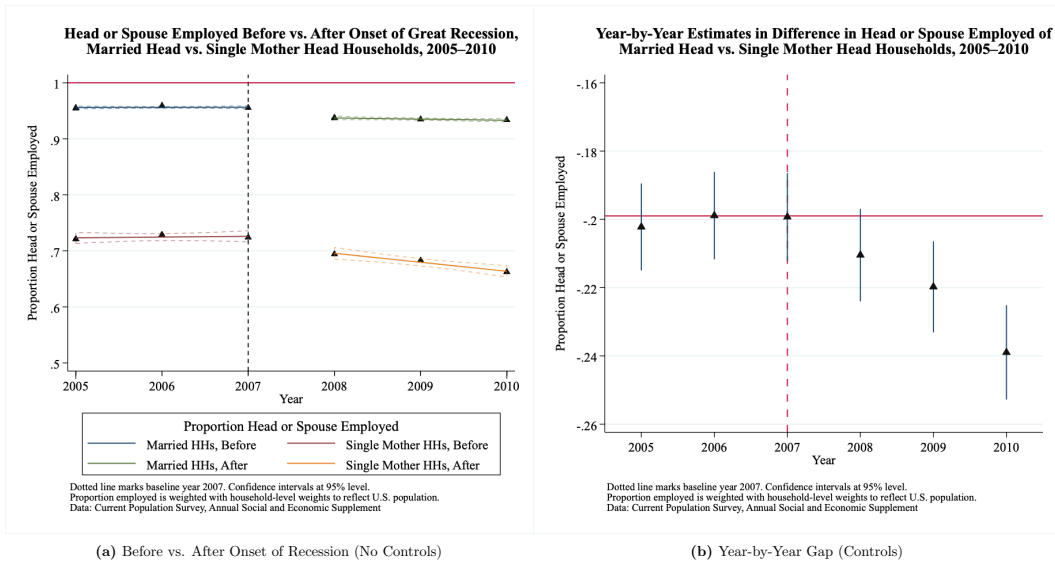 Head or Spouse Employed Before vs. After Onset of Great Recession,
Married Head vs. Single Mother Head Households, 2005–2010
Proportion Head or Spouse Employed
1
.9
.8
.7
.6
.5
2005 2006 2007 2008 2009 2010
Year
Proportion Head or Spouse Employed
Married HHs, Before Single Mother HHs, Before
Married HHs, After Single Mother HHs, After
Dotted line marks baseline year 2007. Confidence intervals at 95% level.
Proportion employed is weighted with household-level weights to reflect U.S. population.
Data: Current Population Survey, Annual Social and Economic Supplement
(a) Before vs. After Onset of Recession (No Controls)
Year-by-Year Estimates in Difference in Head or Spouse Employed of
Married Head vs. Single Mother Head Households, 2005–2010
Proportion Head or Spouse Employed
-.16
-.18
-.2
-.22
-.24
-.26
2005 2006 2007 2008 2009 2010
Year
Dotted line marks baseline year 2007. Confidence intervals at 95% level.
Proportion employed is weighted with household-level weights to reflect U.S. population.
Data: Current Population Survey, Annual Social and Economic Supplement
(b) Year-by-Year Gap (Controls)